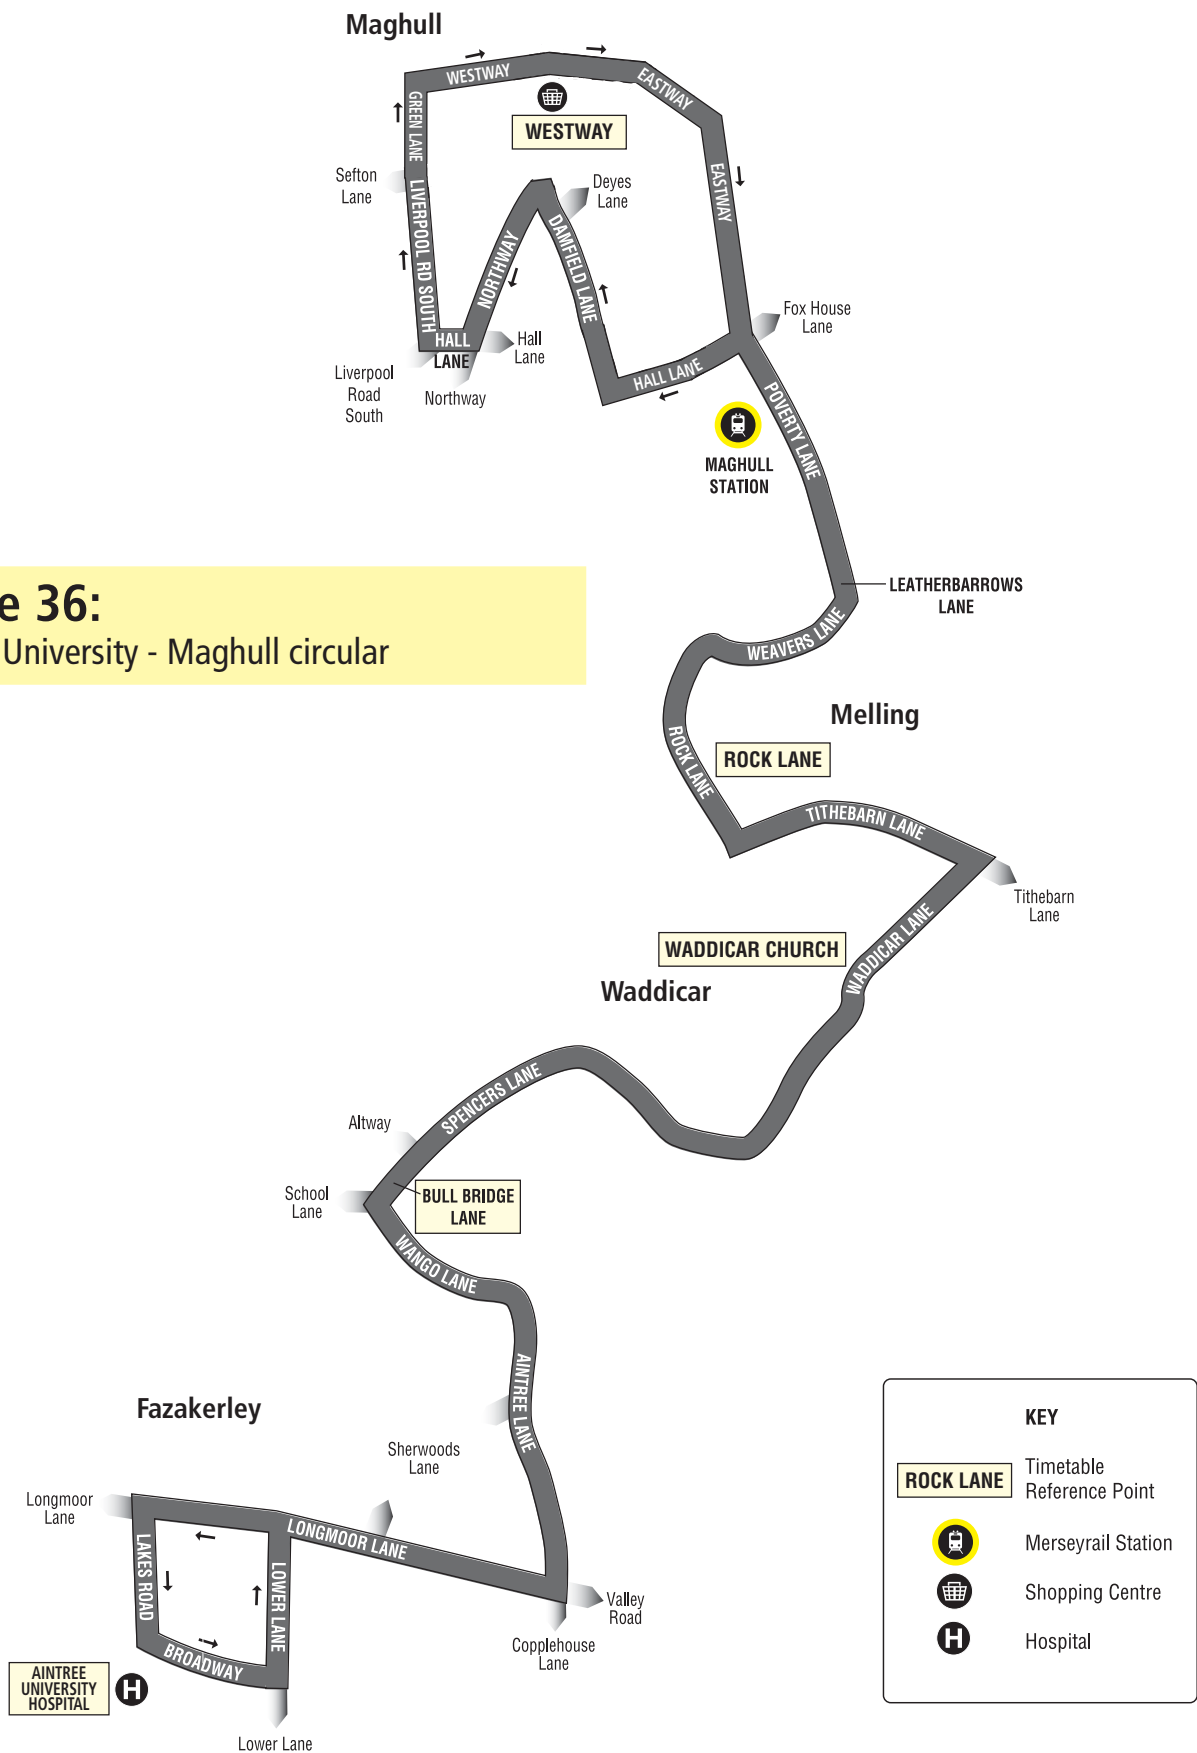 Maghull
WESTWAY
EASTWAY
GREEN LANE
WESTWAY
EASTWAY
Sefton
Lane
Deyes
Lane
LIVERPOOL RD SOUTH
NORTHWAY
DAMFIELD LANE
Fox House
Lane
HALL
LANE
Hall
Lane
Liverpool
Road
South
Northway
HALL LANE
POVERTY LANE
MAGHULL
STATION
e 36:
University - Maghull circular
LEATHERBARROWS
LANE
WEAVERS LANE
Melling
ROCK LANE
ROCK LANE
TITHEBARN LANE
Tithebarn
Lane
WADDICAR CHURCH
WADDICAR LANE
Waddicar
SPENCERS LANE
Altway
School
Lane
BULL BRIDGE
LANE
WANGO LANE
AINTREE LANE
Fazakerley
Sherwoods
Lane
Longmoor
Lane
LONGMOOR LANE
LAKES ROAD
LOWER LANE
Valley
Road
Copplehouse
Lane
BROADWAY
AINTREE
UNIVERSITY
HOSPITAL
H
Lower Lane
KEY
ROCK LANE
Timetable
Reference Point
Merseyrail Station
Shopping Centre
H
Hospital